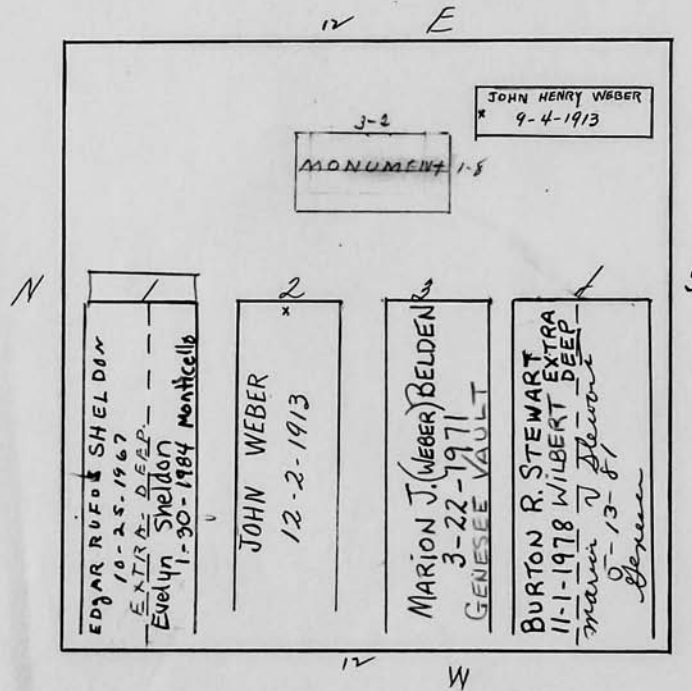 12 E
JOHN HENRY WEBER
x 9-4-1913
3-2
MONUMENT 1-8
N
1
EDgAR RUFUS SHELDON
10-25-1967
EXTRA-DEEP
Evelyn Sheldon
1-30-1984 Monticello
2
x
JOHN WEBER
12-2-1913
3
MARION J. (WEBER) BELDEN
3-22-1971
GENESEE VAULT
4
BURTON R. STEWART
11-1-1978 WILBERT EXTRA
DEEP
V Stewart
13-81
Genesee
12
W